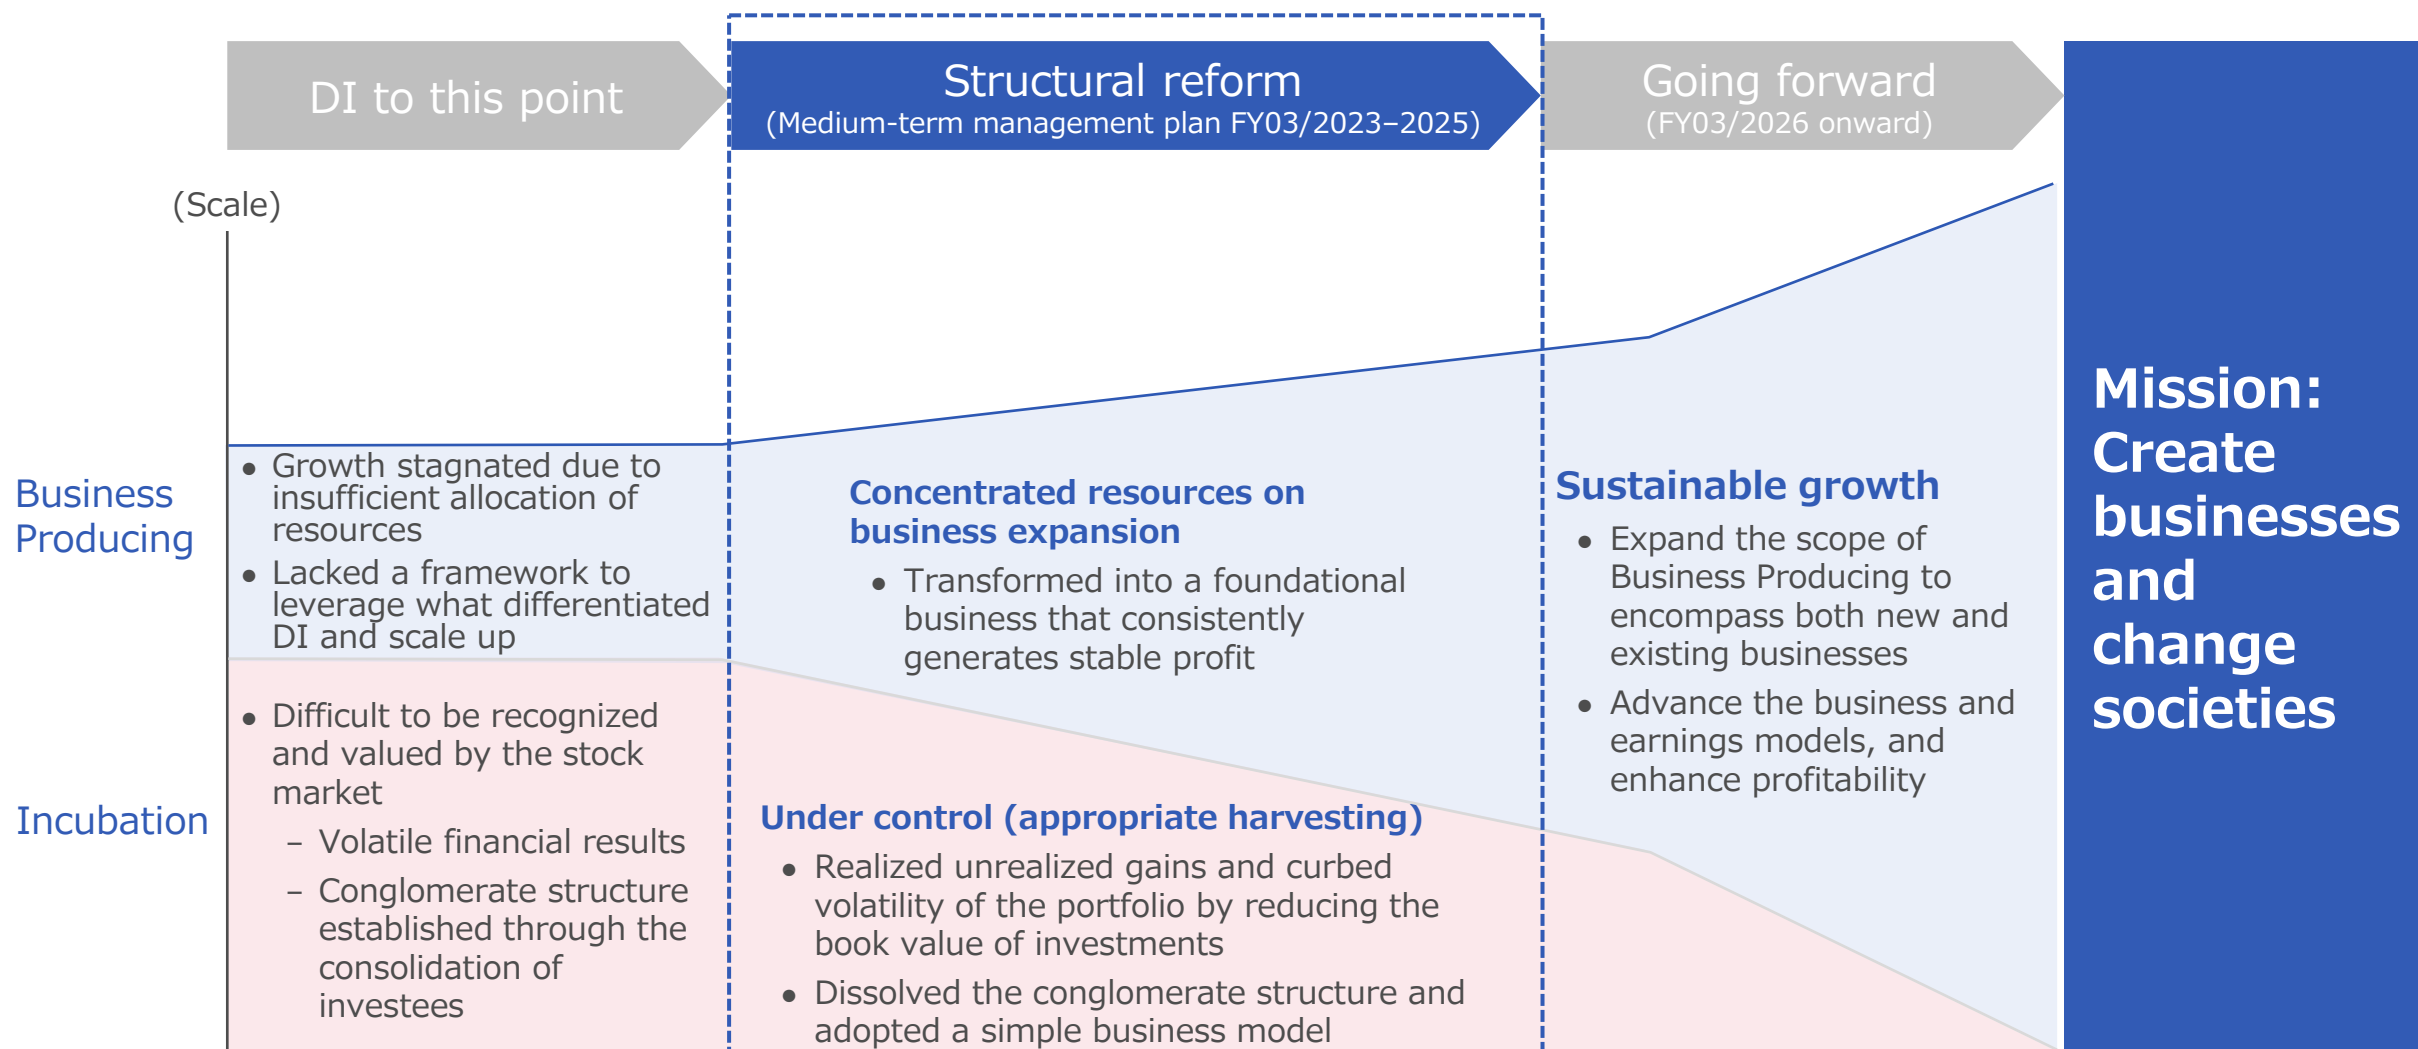 DI to this point
Structural reform
(Medium-term management plan FY03/2023–2025)
Going forward
(FY03/2026 onward)
(Scale)
Business
Producing
● Growth stagnated due to
insufficient allocation of
resources
● Lacked a framework to
leverage what differentiated
DI and scale up
Concentrated resources on
business expansion
● Transformed into a foundational
business that consistently
generates stable profit
Sustainable growth
● Expand the scope of
Business Producing to
encompass both new and
existing businesses
● Advance the business and
earnings models, and
enhance profitability
Incubation
● Difficult to be recognized
and valued by the stock
market
– Volatile financial results
– Conglomerate structure
established through the
consolidation of
investees
Under control (appropriate harvesting)
● Realized unrealized gains and curbed
volatility of the portfolio by reducing the
book value of investments
● Dissolved the conglomerate structure and
adopted a simple business model
Mission:
Create
businesses
and
change
societies